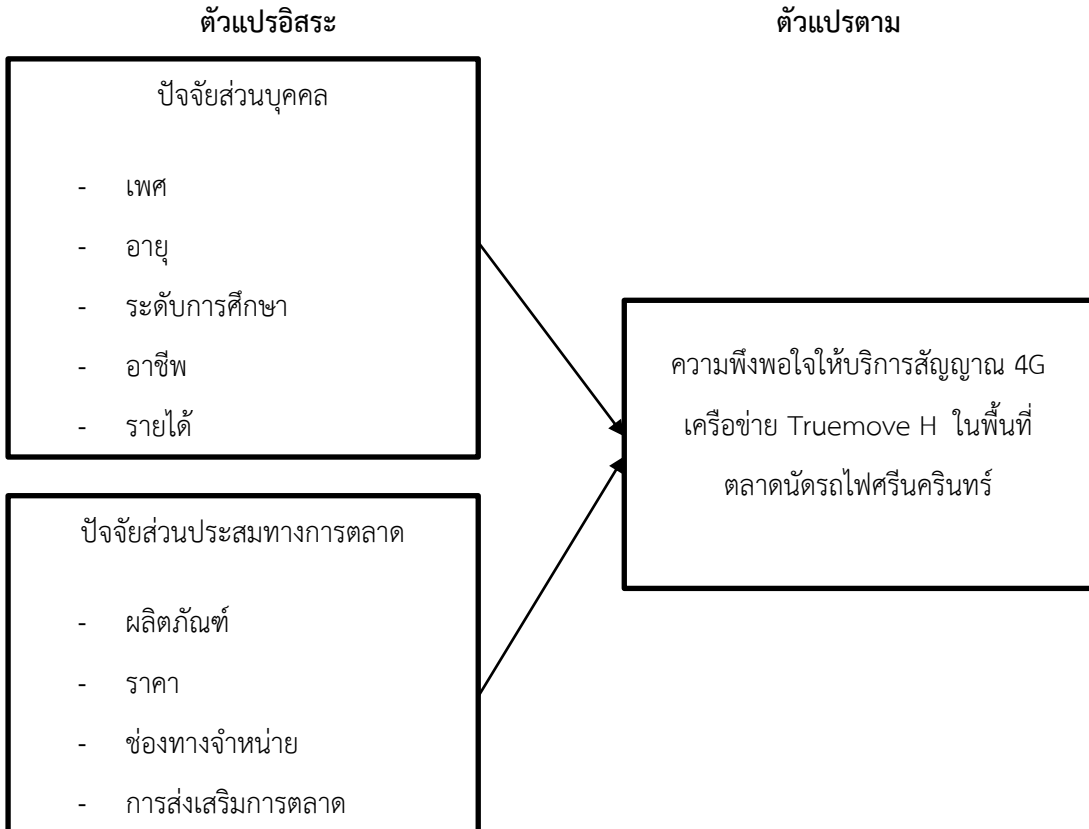 ตัวแปรอิสระ
ตัวแปรตาม
ปัจจัยส่วนบุคคล
- เพศ
- อายุ
- ระดับการศึกษา
- อาชีพ
- รายได้
ความพึงพอใจให้บริการสัญญาณ 4G
เครือข่าย Truemove H ในพื้นที่
ตลาดนัดรถไฟศรีนครินทร์
ปัจจัยส่วนประสมทางการตลาด
- ผลิตภัณฑ์
- ราคา
- ช่องทางจำหน่าย
- การส่งเสริมการตลาด